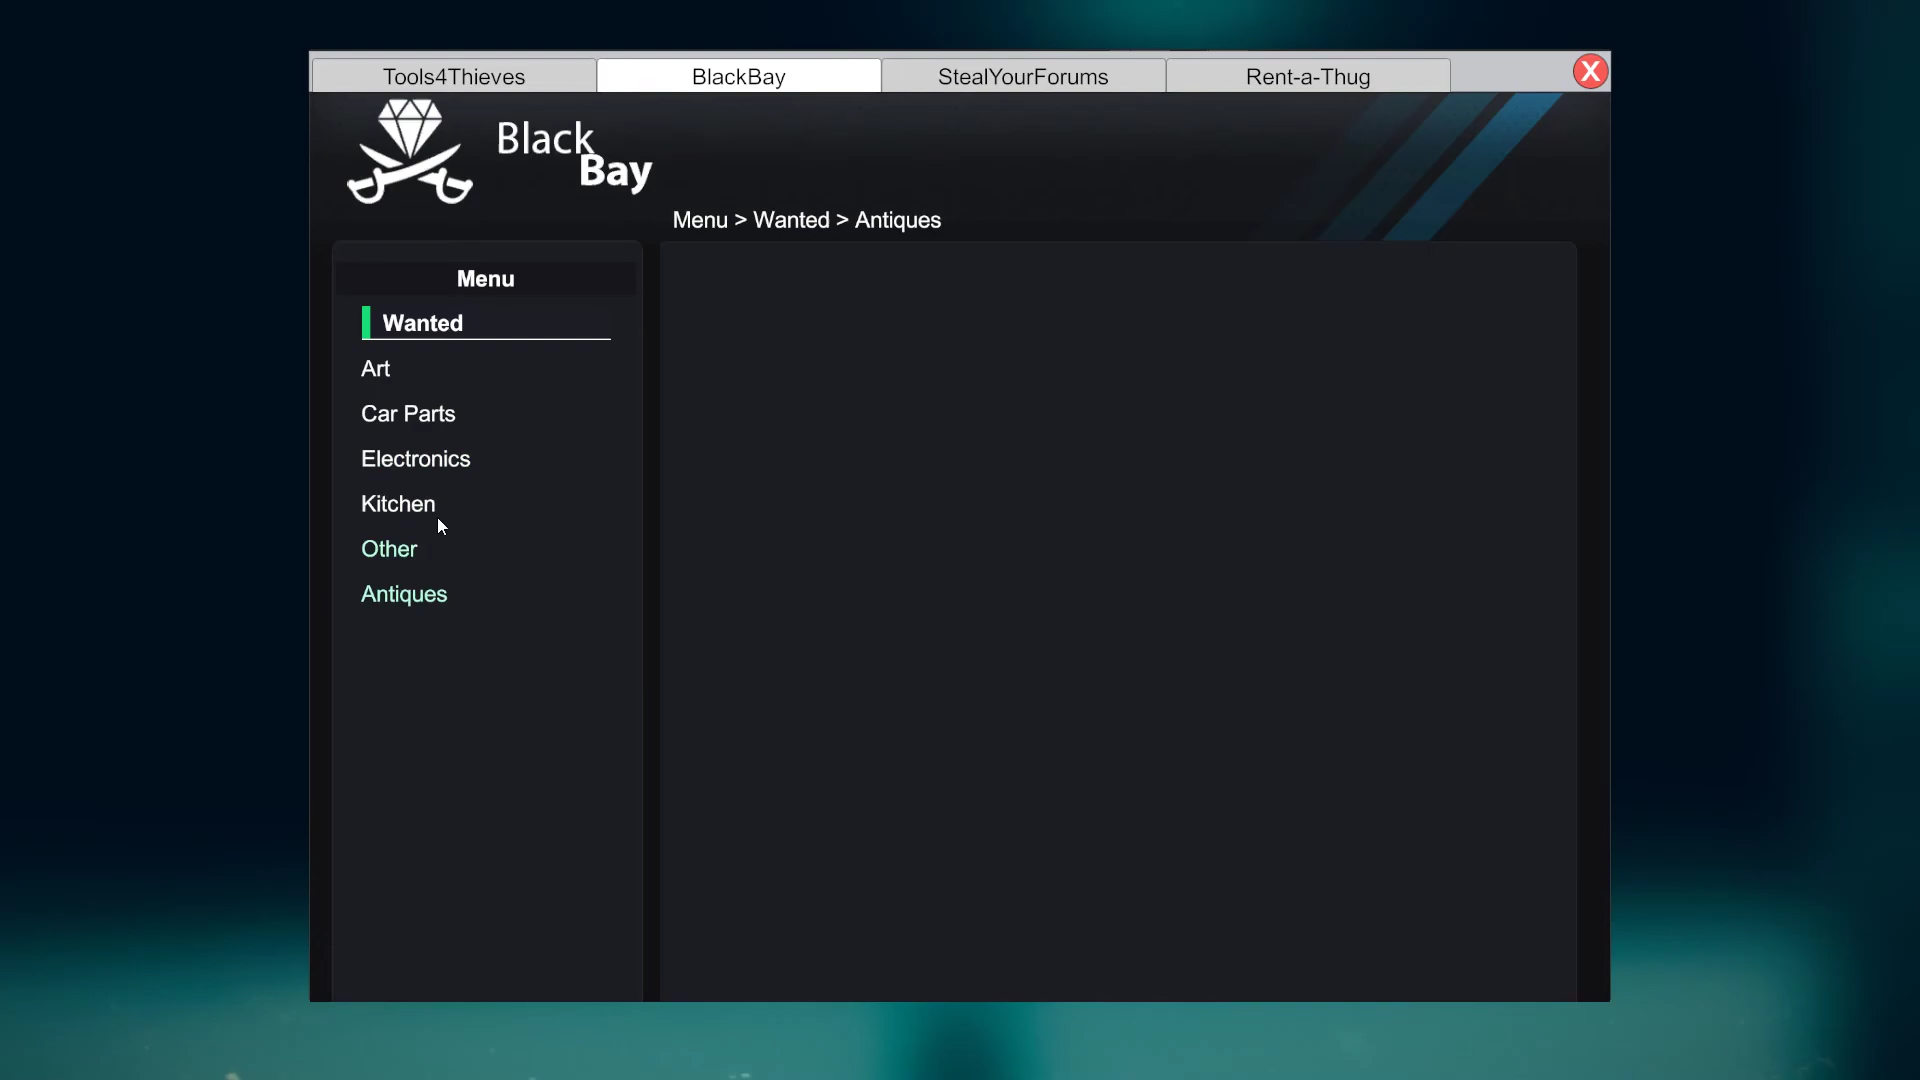 Tools4Thieves
BlackBay
StealYourForums
Rent-a-Thug
X
Black
Bay
Menu > Wanted > Antiques
Menu
Wanted
Art
Car Parts
Electronics
Kitchen
Other
Antiques